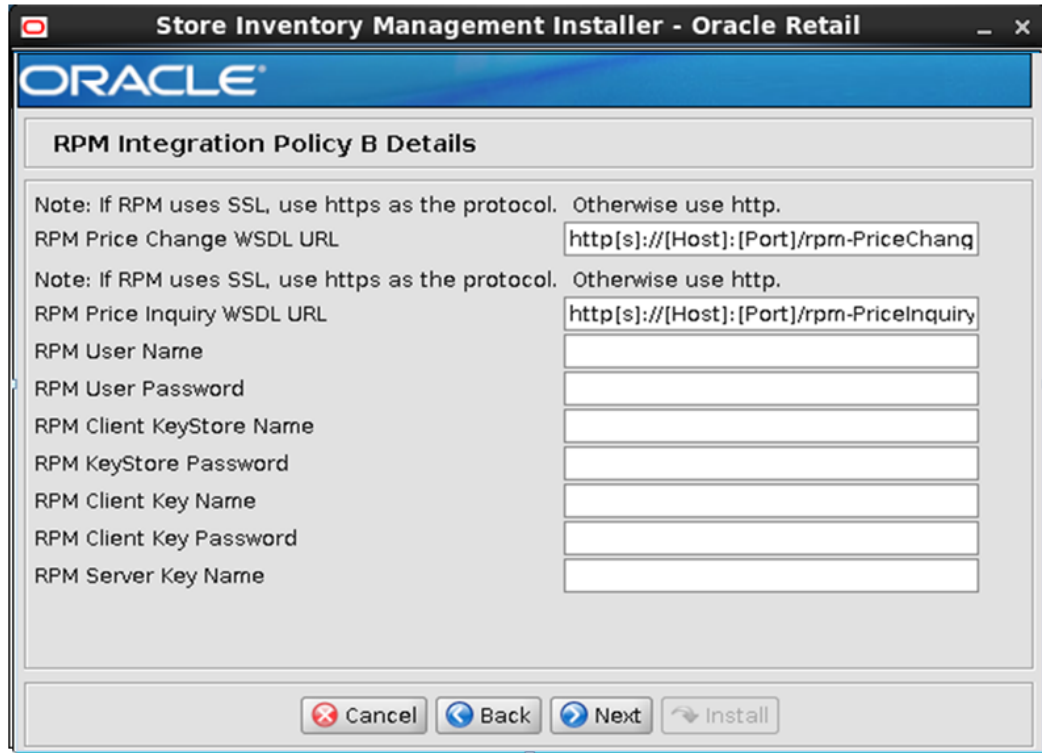 Store Inventory Management Installer - Oracle Retail
ORACLE®
RPM Integration Policy B Details
Note: If RPM uses SSL, use https as the protocol.  Otherwise use http.
RPM Price Change WSDL URL http[s]://[Host]:[Port]/rpm-PriceChang
Note: If RPM uses SSL, use https as the protocol.  Otherwise use http.
RPM Price Inquiry WSDL URL http[s]://[Host]:[Port]/rpm-PriceInquiry
RPM User Name
RPM User Password
RPM Client KeyStore Name
RPM KeyStore Password
RPM Client Key Name
RPM Client Key Password
RPM Server Key Name
Cancel Back Next Install